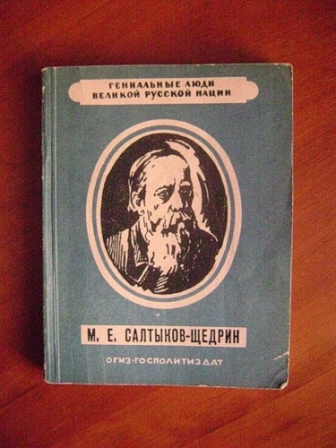 ГЕНИАЛЬНЫЕ ЛЮДИ
ВЕЛИКОЙ РУССКОЙ НАЦИИ
М. Е. САЛТЫКОВ-ЩЕДРИН
ОГИЗ-ГОСПОЛИТИЗДАТ